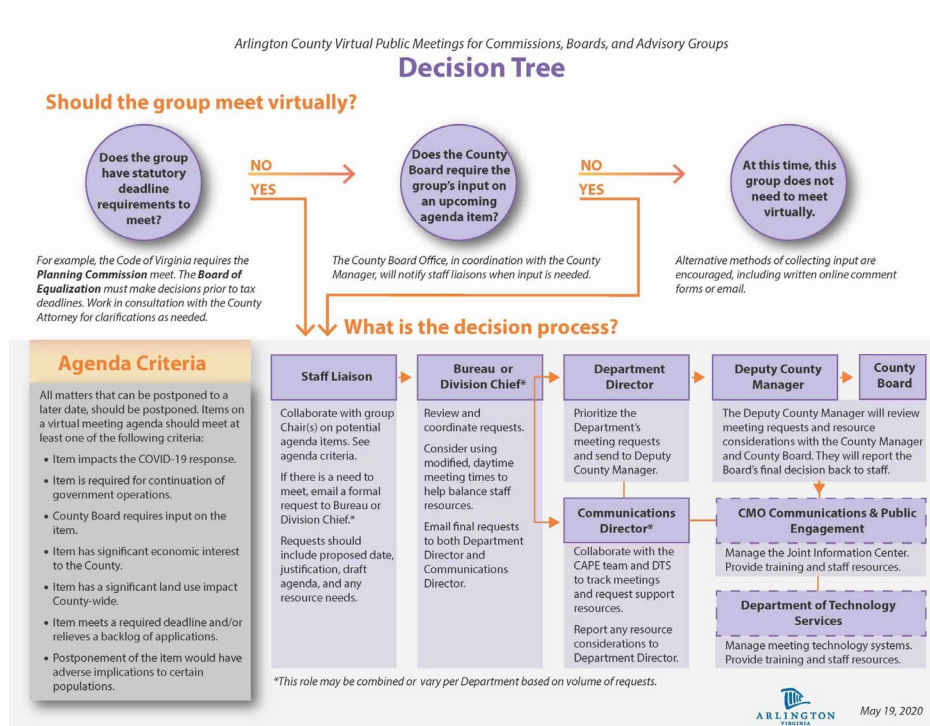 Arlington County Virtual Public Meetings for Commissions, Boards, and Advisory Groups
Decision Tree
Should the group meet virtually?
Does the group
have statutory
deadline
requirements to
meet?
NO
YES
For example, the Code of Virginia requires the
Planning Commission meet. The Board of
Equalization must make decisions prior to tax
deadlines. Work in consultation with the County
Attorney for clarifications as needed.
Does the County
Board require the
group's input on
an upcoming
agenda item?
NO
YES
The County Board Office, in coordination with the County
Manager, will notify staff liaisons when input is needed.
At this time, this
group does not
need to meet
virtually.
Alternative methods of collecting input are
encouraged, including written online comment
forms or email.
What is the decision process?
Agenda Criteria
All matters that can be postponed to a
later date, should be postponed. Items on
a virtual meeting agenda should meet at
least one of the following criteria:
• Item impacts the COVID-19 response.
• Item is required for continuation of
government operations.
• County Board requires input on the
item.
• Item has significant economic interest
to the County.
• Item has a significant land use impact
County-wide.
• Item meets a required deadline and/or
relieves a backlog of applications.
• Postponement of the item would have
adverse implications to certain
populations.
Staff Liaison
Collaborate with group
Chair(s) on potential
agenda items. See
agenda criteria.
If there is a need to
meet, email a formal
request to Bureau or
Division Chief.*
Requests should
include proposed date,
justification, draft
agenda, and any
resource needs.
Bureau or
Division Chief*
Review and
coordinate requests.
Consider using
modified, daytime
meeting times to
help balance staff
resources.
Email final requests
to both Department
Director and
Communications
Director.
Department
Director
Prioritize the
Department's
meeting requests
and send to Deputy
County Manager.
Communications
Director*
Collaborate with the
CAPE team and DTS
to track meetings
and request support
resources.
Report any resource
considerations to
Department Director.
Deputy County
Manager
County
Board
The Deputy County Manager will review
meeting requests and resource
considerations with the County Manager
and County Board. They will report the
Board's final decision back to staff.
CMO Communications & Public
Engagement
Manage the Joint Information Center.
Provide training and staff resources.
Department of Technology
Services
Manage meeting technology systems.
Provide training and staff resources.
*This role may be combined or vary per Department based on volume of requests.
ARLINGTON
VIRGINIA
May 19, 2020